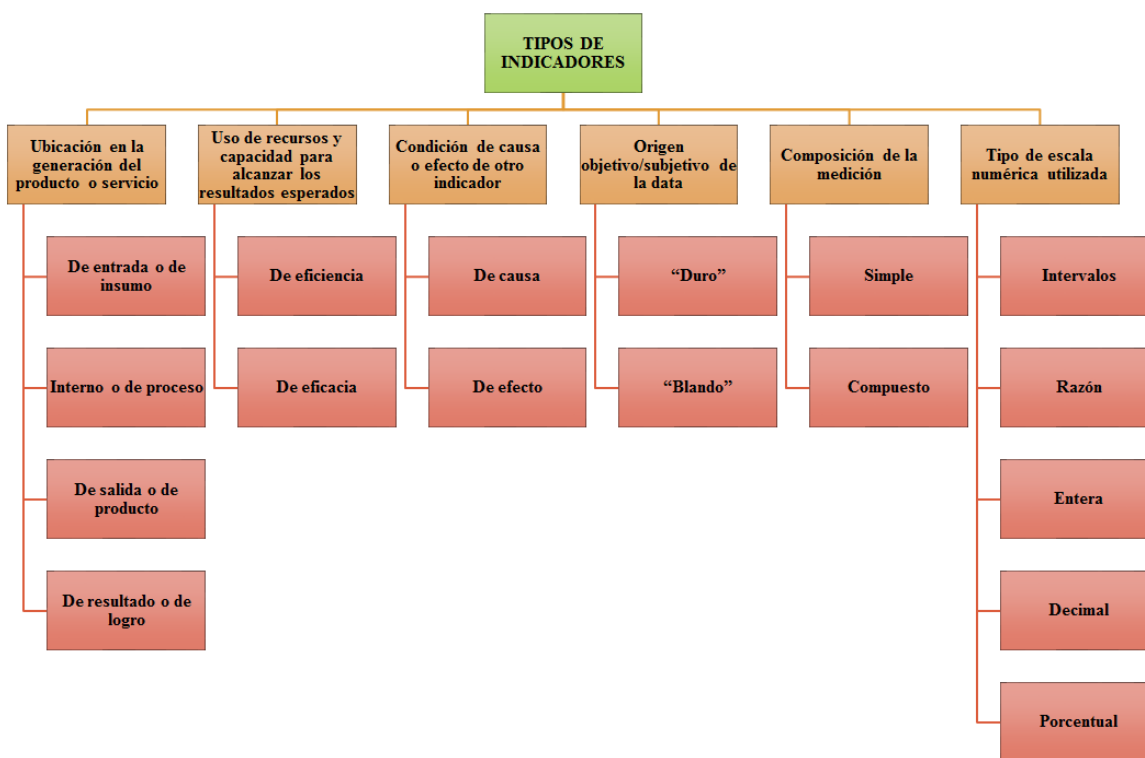 TIPOS DE
INDICADORES
Ubicación en la
generación del
producto o servicio
Uso de recursos y
capacidad para
alcanzar los
resultados esperados
Condición de causa
o efecto de otro
indicador
Origen
objetivo/subjetivo de
la data
Composición de la
medición
Tipo de escala
numérica utilizada
De entrada o de
insumo
Interno o de proceso
De salida o de
producto
De resultado o de
logro
De eficiencia
De eficacia
De causa
De efecto
“Duro”
“Blando”
Simple
Compuesto
Intervalos
Razón
Entera
Decimal
Porcentual